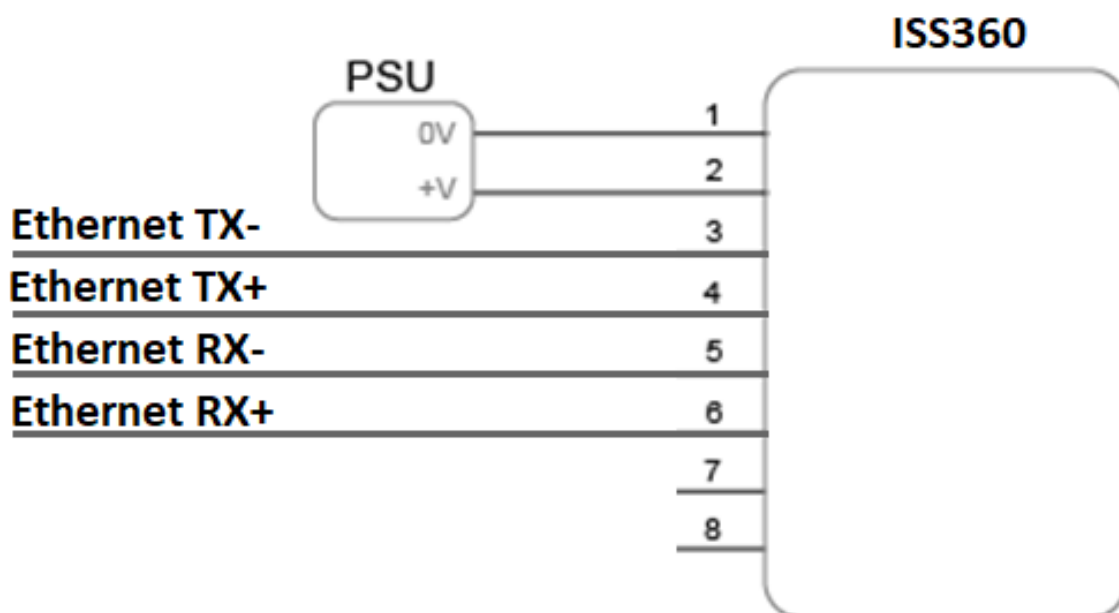 ISS360
PSU
0V
+V
1
2
Ethernet TX-
3
Ethernet TX+
4
Ethernet RX-
5
Ethernet RX+
6
7
8